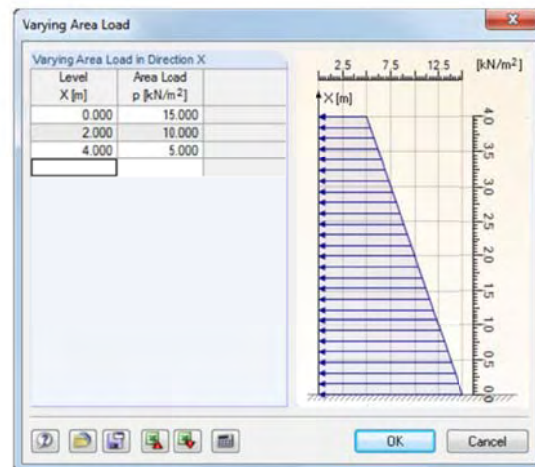 Varying Area Load
Varying Area Load in Direction X
Level Area Load
X [m] p [kN/m²]
0.000 15.000
2.000 10.000
4.000 5.000
2.5 7.5 12.5 [kN/m²]
X [m]
4.0
3.5
3.0
2.5
2.0
1.5
1.0
0.5
0.0
OK Cancel